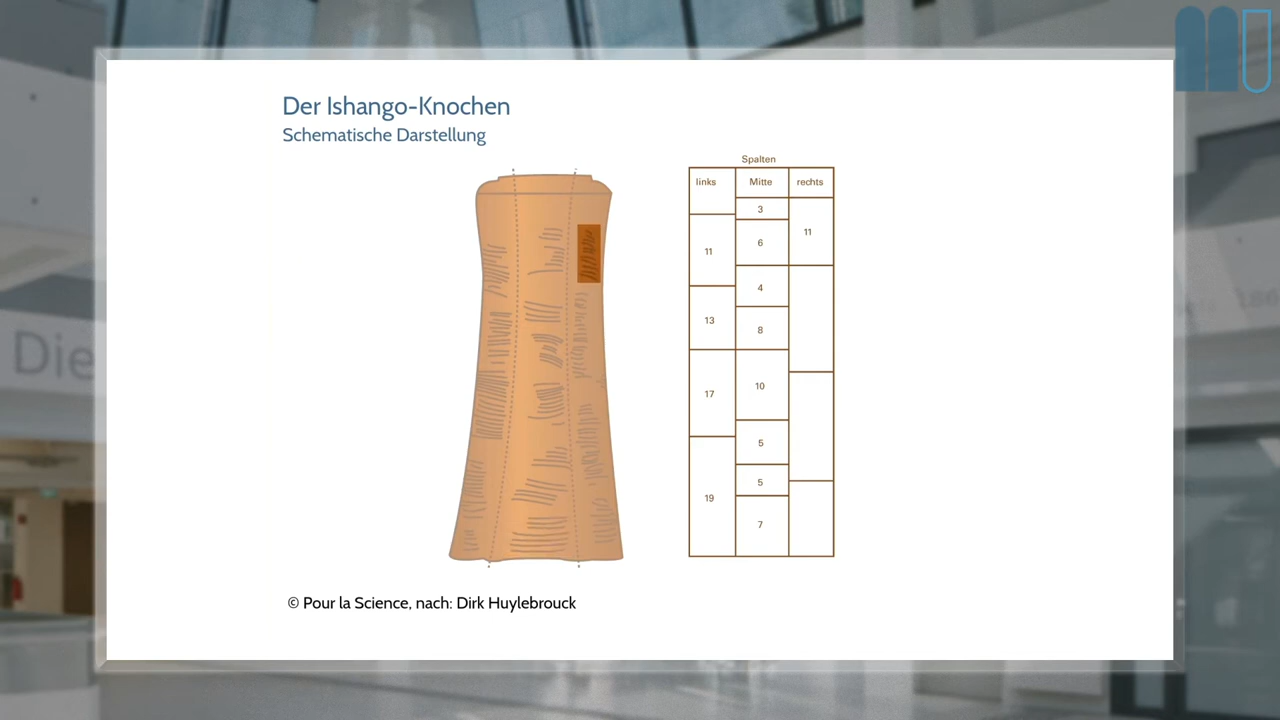 Der Ishango-Knochen
Schematische Darstellung
Spalten
links Mitte rechts
3
11
6
11
4
13
8
17
10
5
5
19
7
© Pour la Science, nach: Dirk Huylebrouck
Die